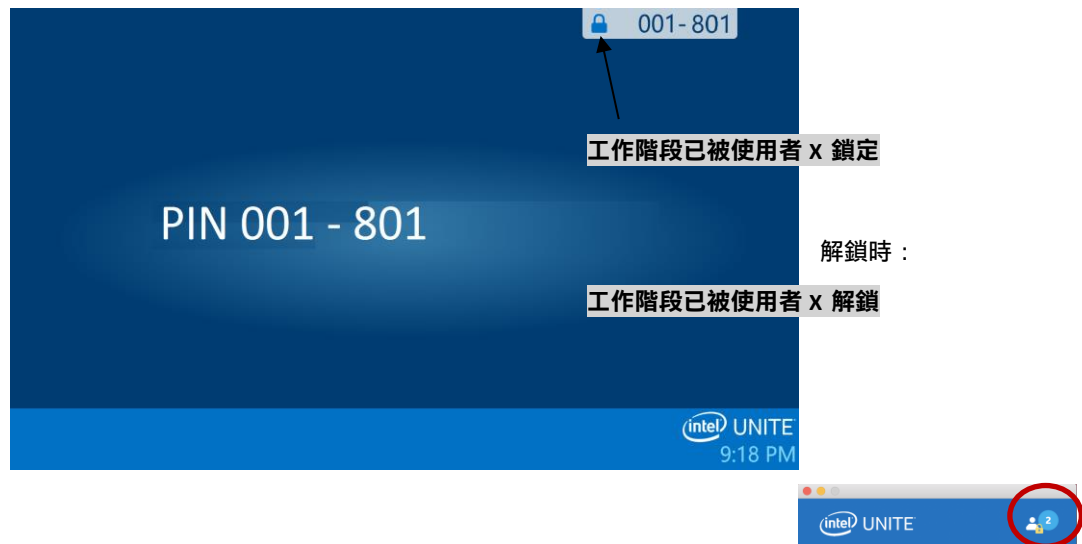 001-801
工作階段已被使用者 X 鎖定
PIN 001 - 801
解鎖時：
工作階段已被使用者 X 解鎖
intel UNITE
9:18 PM
intel UNITE
2